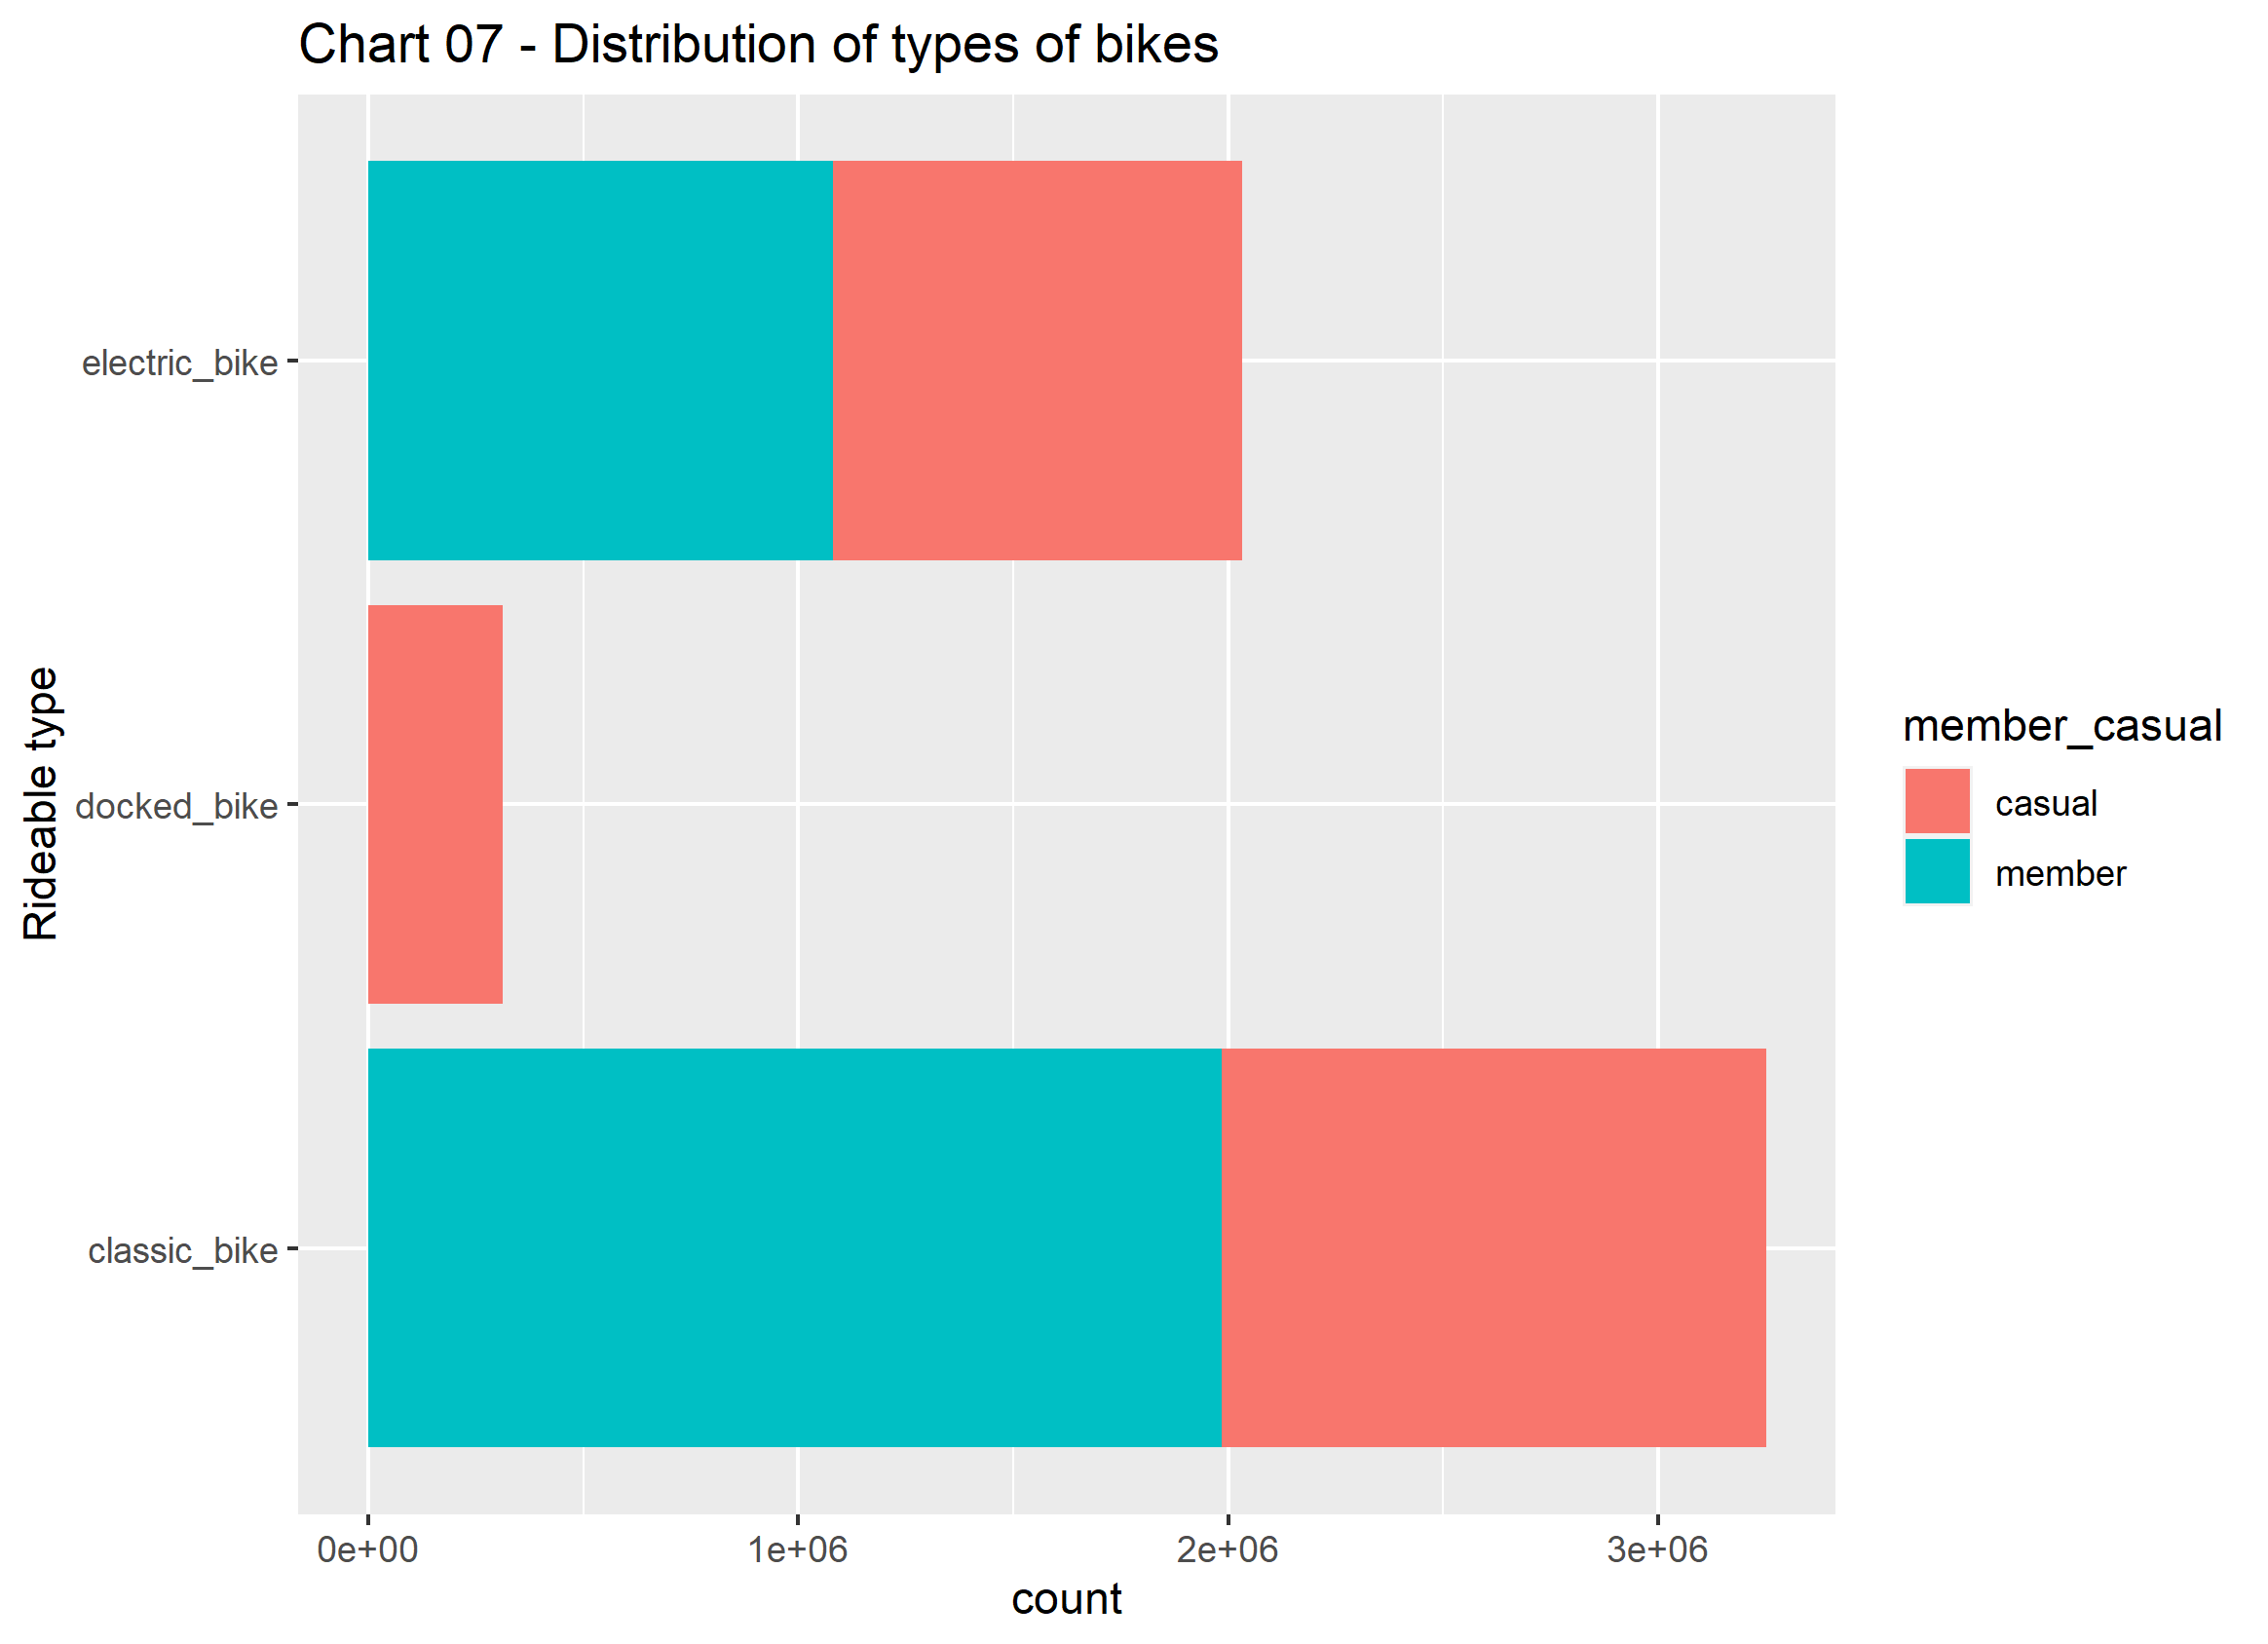 Chart 07 - Distribution of types of bikes
Rideable type
electric_bike
docked_bike
classic_bike
0e+00
1e+06
2e+06
3e+06
count
member_casual
casual
member